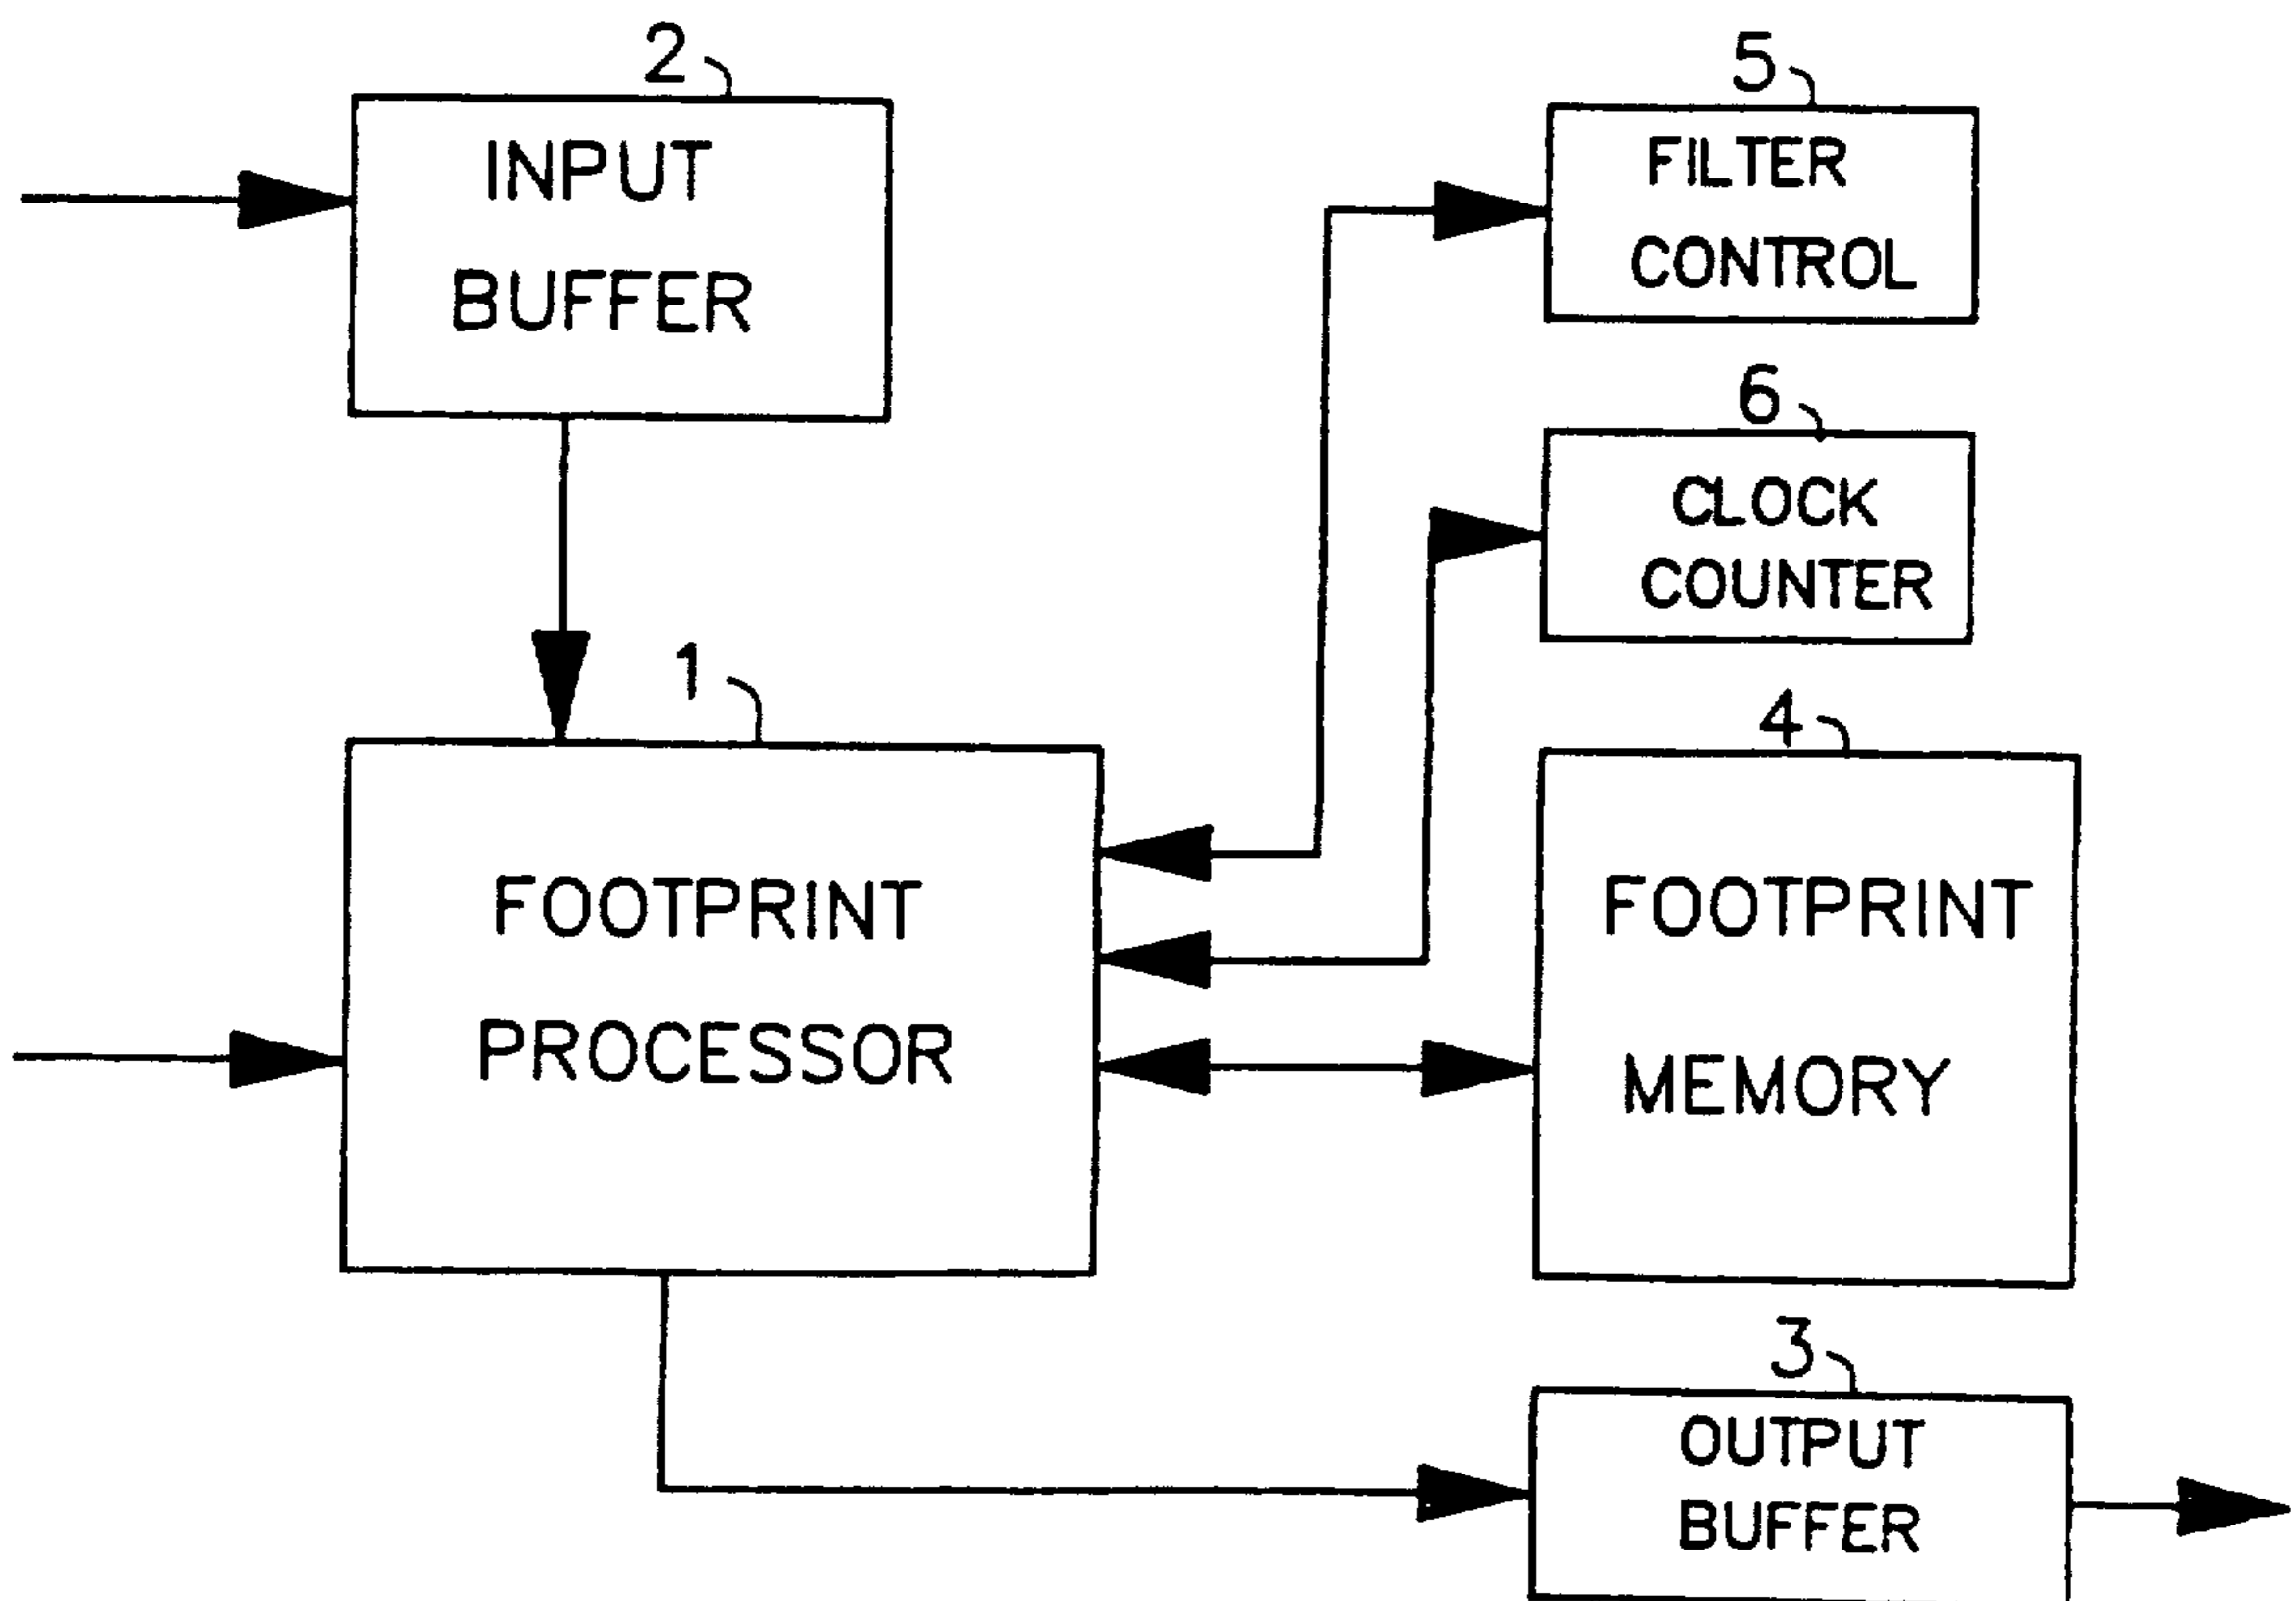 2
INPUT
BUFFER
5
FILTER
CONTROL
6
CLOCK
COUNTER
1
FOOTPRINT
PROCESSOR
4
FOOTPRINT
MEMORY
3
OUTPUT
BUFFER